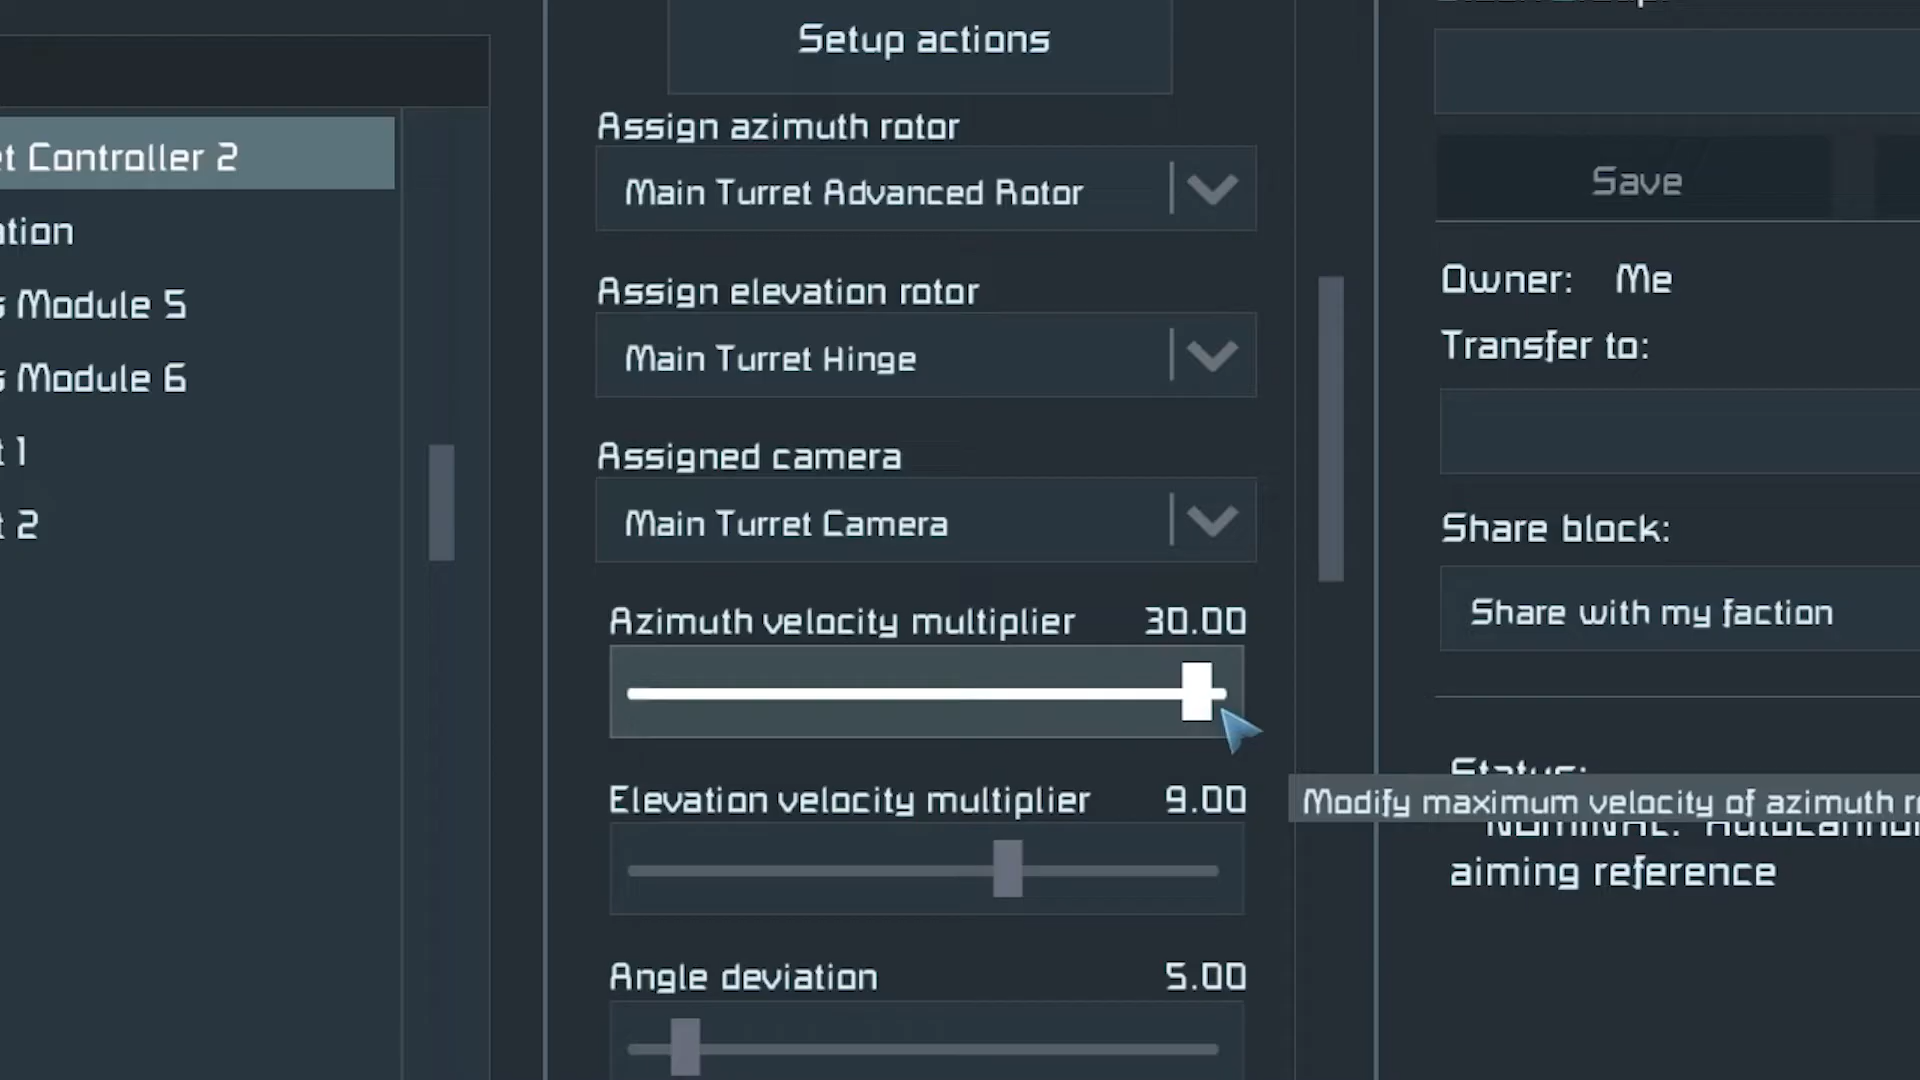 Setup actions
Assign azimuth rotor
Main Turret Advanced Rotor
Assign elevation rotor
Main Turret Hinge
Assigned camera
Main Turret Camera
Azimuth velocity multiplier 30.00
Elevation velocity multiplier 9.00
Angle deviation 5.00
Controller 2
Module 5
Module 6
1
2
Save
Owner: Me
Transfer to:
Share block:
Share with my faction
Status:
Modify maximum velocity of azimuth
aiming reference